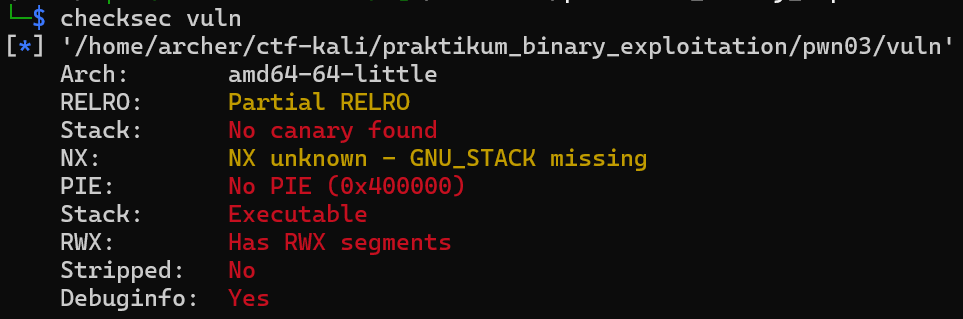 └─$ checksec vuln
[*] '/home/archer/ctf-kali/praktikum_binary_exploitation/pwn03/vuln'
Arch: amd64-64-little
RELRO: Partial RELRO
Stack: No canary found
NX: NX unknown - GNU_STACK missing
PIE: No PIE (0x400000)
Stack: Executable
RWX: Has RWX segments
Stripped: No
Debuginfo: Yes